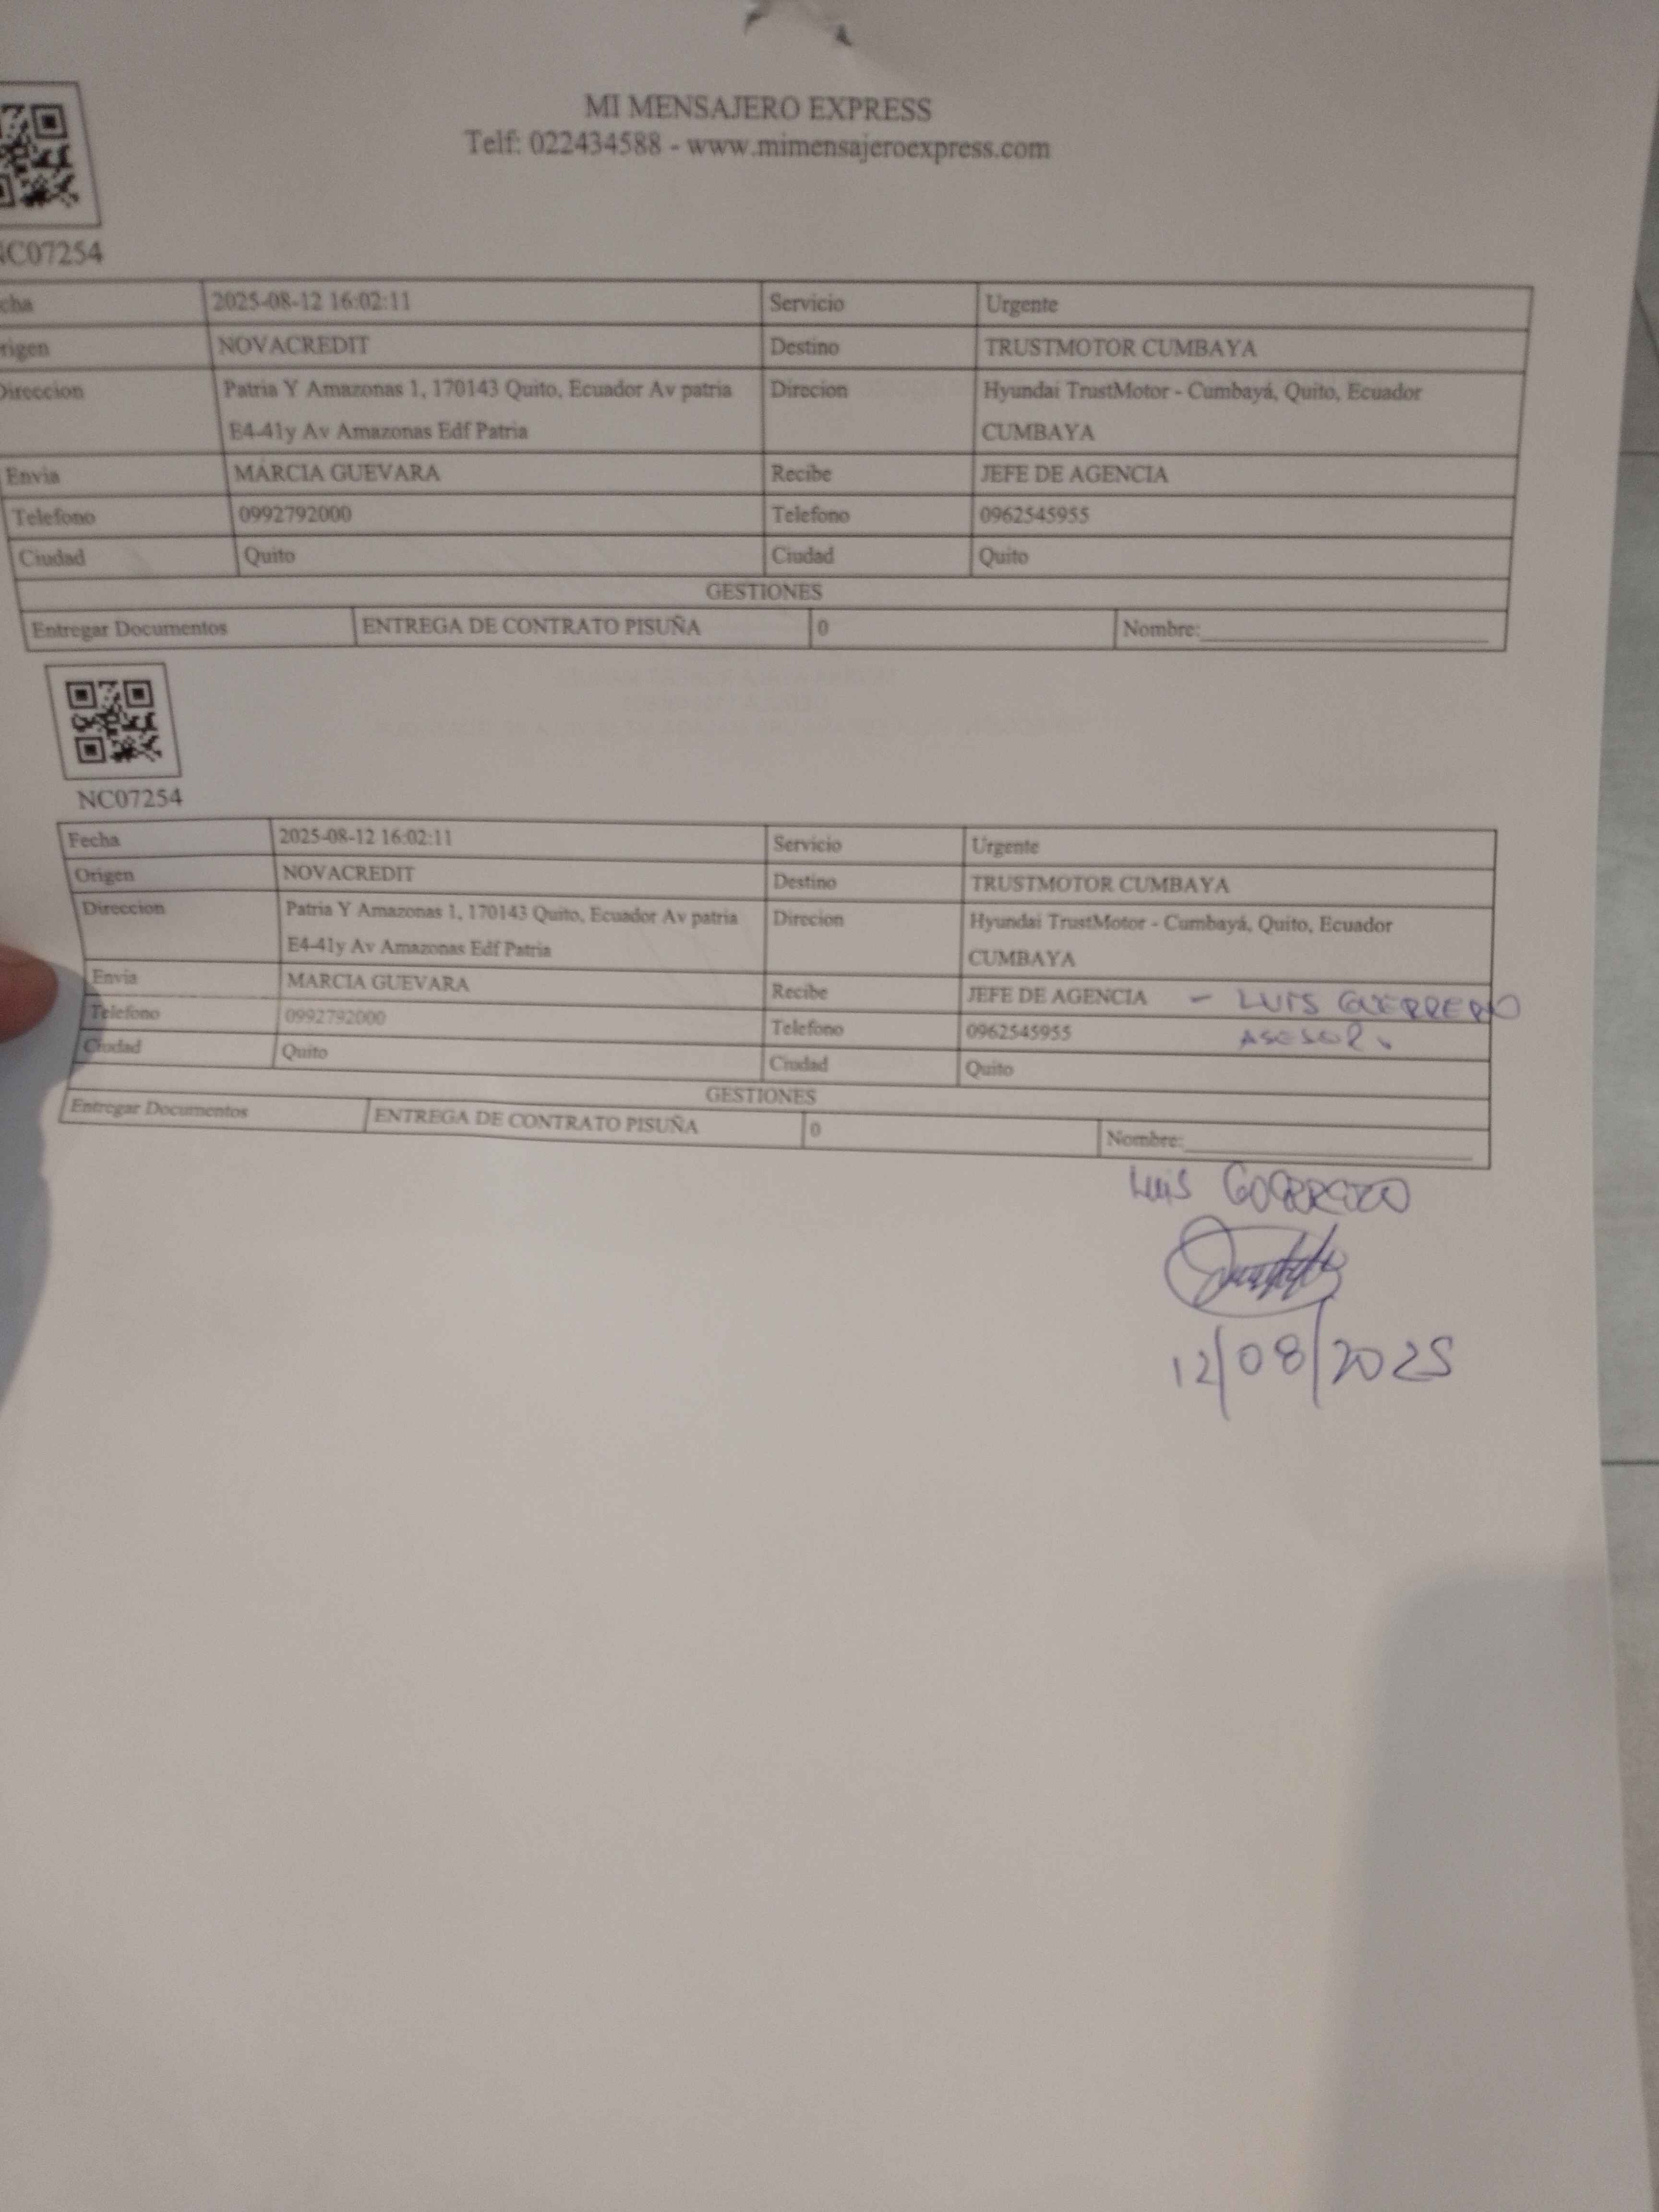 MI MENSAJERO EXPRESS
Telf: 022434588 - www.mimensajeroexpress.com
NC07254
cha 2025-08-12 16:02:11 Servicio Urgente
rigen NOVACREDIT Destino TRUSTMOTOR CUMBAYA
Direccion Patria Y Amazonas 1, 170143 Quito, Ecuador Av patria Direcion Hyundai TrustMotor - Cumbayá, Quito, Ecuador
E4-41y Av Amazonas Edf Patria CUMBAYA
Envia MARCIA GUEVARA Recibe JEFE DE AGENCIA
Telefono 0992792000 Telefono 0962545955
Ciudad Quito Ciudad Quito
GESTIONES
Entregar Documentos ENTREGA DE CONTRATO PISUÑA 0 Nombre:
NC07254
Fecha 2025-08-12 16:02:11 Servicio Urgente
Origen NOVACREDIT Destino TRUSTMOTOR CUMBAYA
Direccion Patria Y Amazonas 1, 170143 Quito, Ecuador Av patria Direcion Hyundai TrustMotor - Cumbayá, Quito, Ecuador
E4-41y Av Amazonas Edf Patria CUMBAYA
Envia MARCIA GUEVARA Recibe JEFE DE AGENCIA - LUIS GUERRERO
Telefono 0992792000 Telefono 0962545955 ASESOR
Ciudad Quito Ciudad Quito
GESTIONES
Entregar Documentos ENTREGA DE CONTRATO PISUÑA 0 Nombre:
Luis GUERRERO
12/08/2025